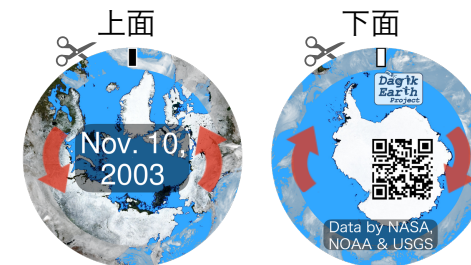 上面
下面
Nov. 10,
2003
Dagik
Earth
Project
Data by NASA,
NOAA & USGS